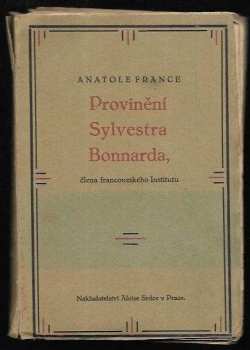 ANATOLE FRANCE
Provinění
Sylvestra
Bonnarda,
člena francouzského Institutu
Nakladatelství Aloise Srdce v Praze.